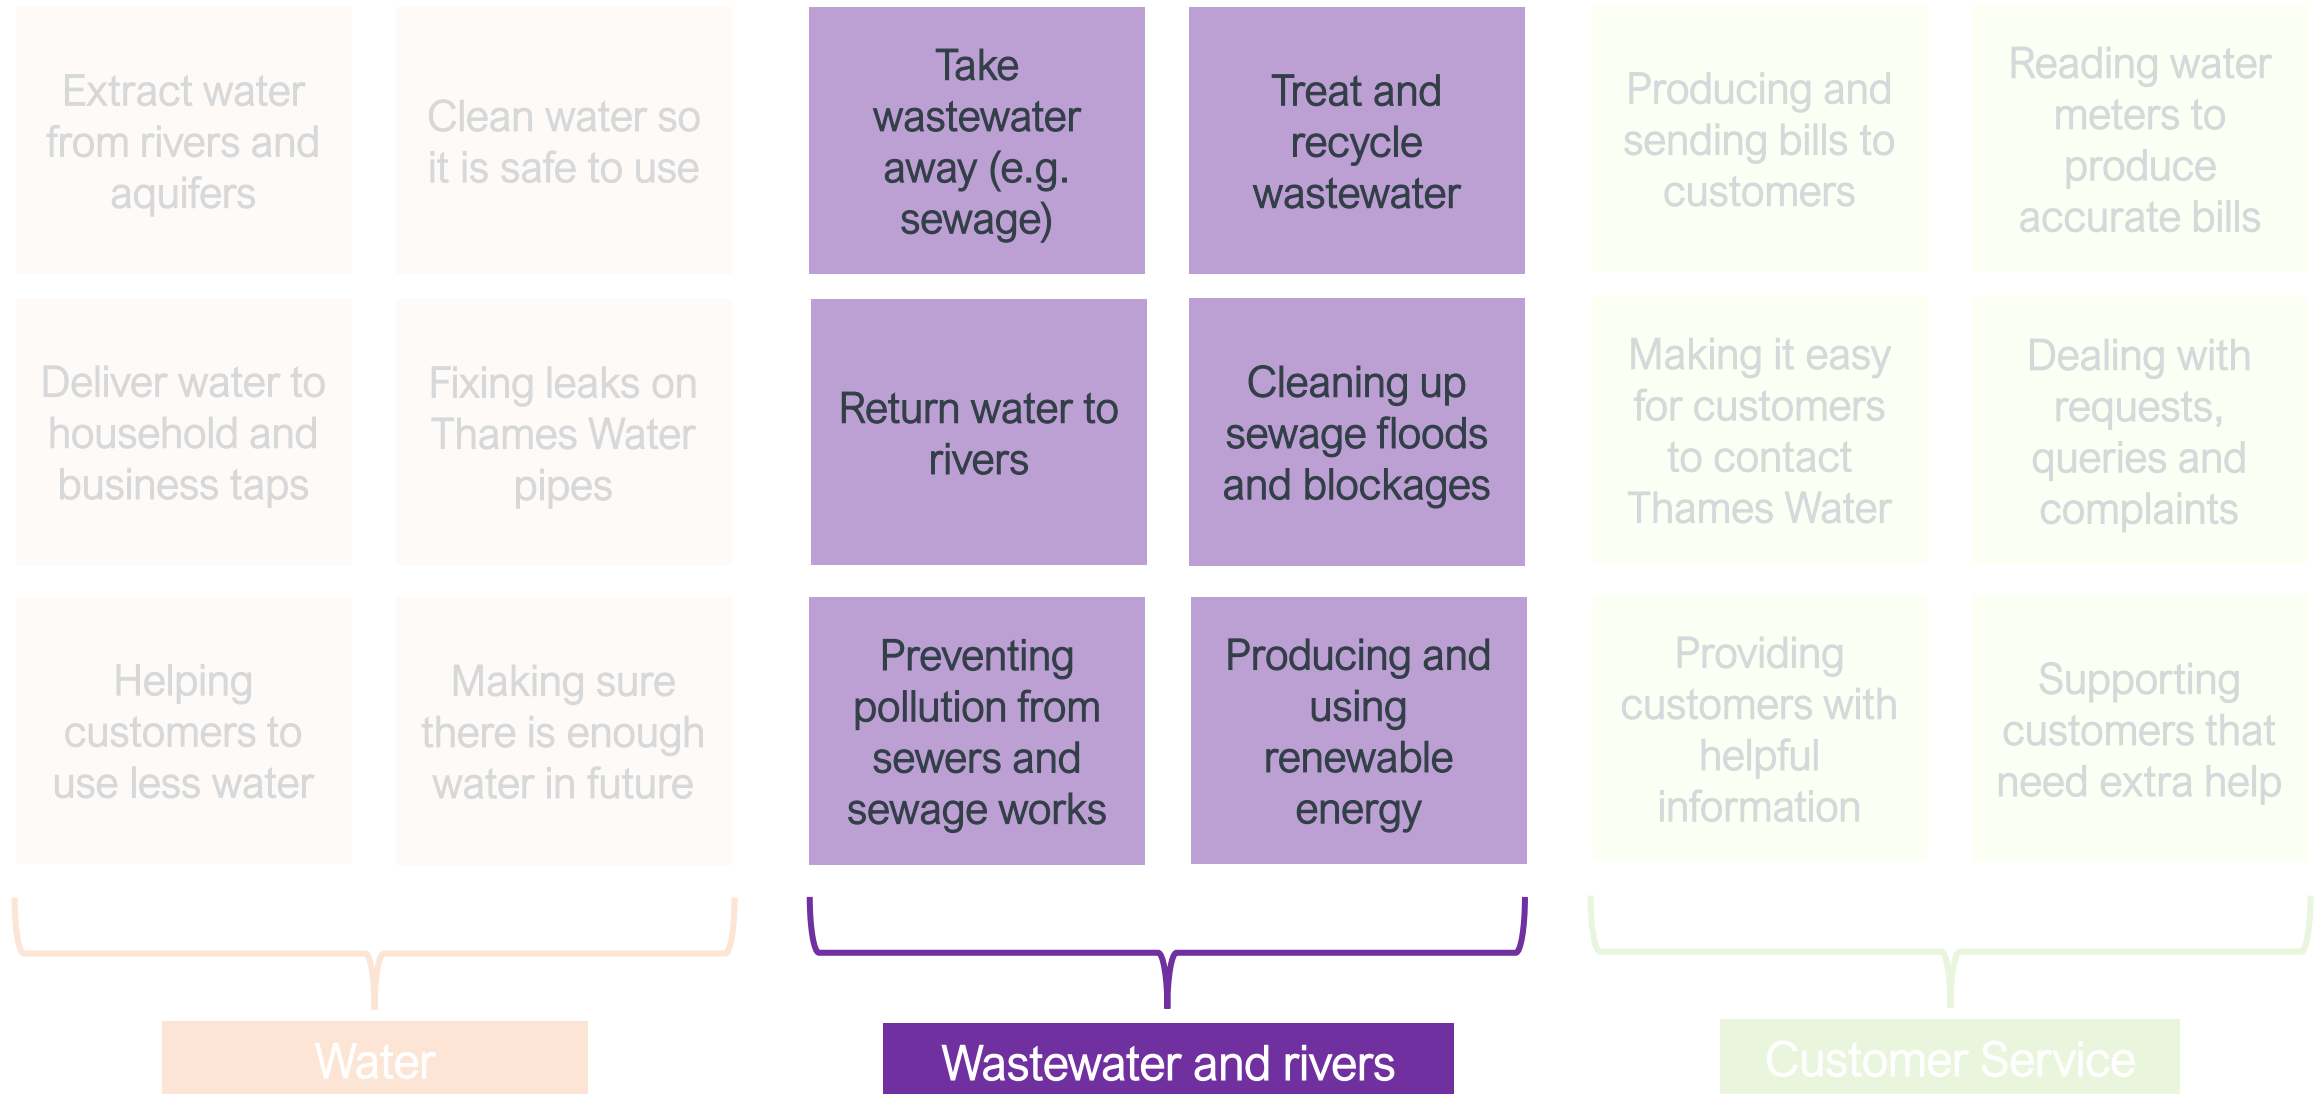 Extract water
from rivers and
aquifers
Clean water so
it is safe to use
Take
wastewater
away (e.g.
sewage)
Treat and
recycle
wastewater
Producing and
sending bills to
customers
Reading water
meters to
produce
accurate bills
Deliver water to
household and
business taps
Fixing leaks on
Thames Water
pipes
Return water to
rivers
Cleaning up
sewage floods
and blockages
Making it easy
for customers
to contact
Thames Water
Dealing with
requests,
queries and
complaints
Helping
customers to
use less water
Making sure
there is enough
water in future
Preventing
pollution from
sewers and
sewage works
Producing and
using
renewable
energy
Providing
customers with
helpful
information
Supporting
customers that
need extra help
Water
Wastewater and rivers
Customer Service